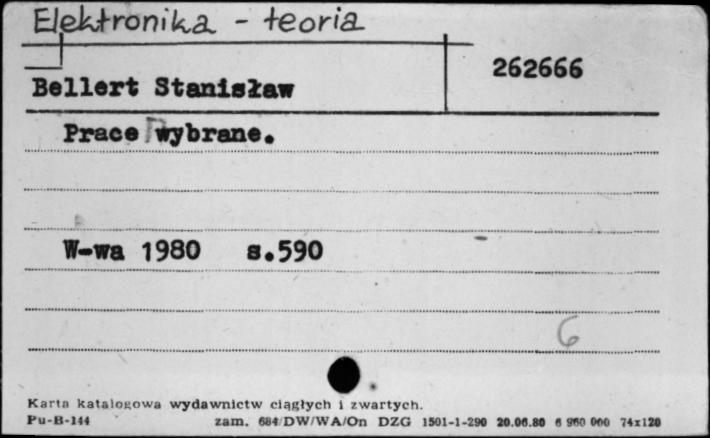 Elektronika - teoria
262666
Bellert Stanisław
Prace wybrane.
W-wa 1980 s.590
6
Karta katalogowa wydawnictw ciągłych i zwartych.
Pu-B-144 zam. 684/DW/WA/On DZG 1501-1-290 20.06.80 6 960 000 74x120